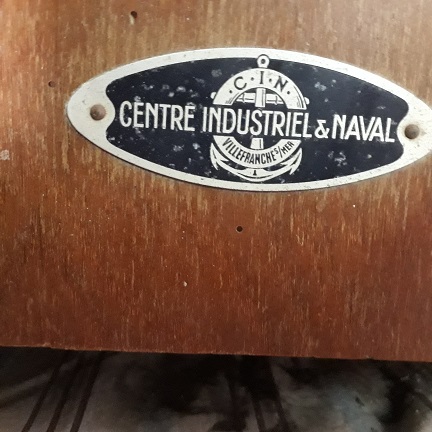 ·C·I·N·
CENTRE INDUSTRIEL & NAVAL
VILLEFRANCHE S/MER